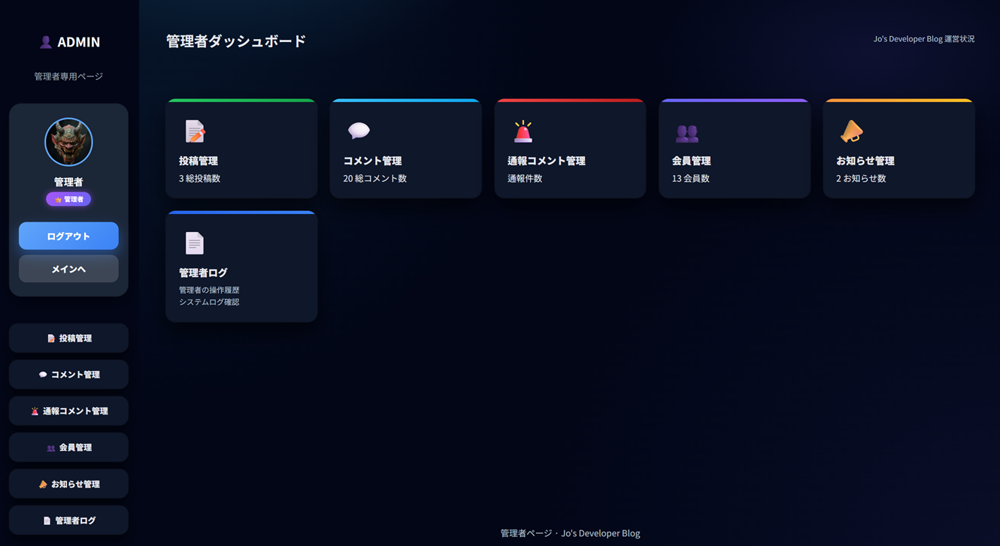 ADMIN
管理者専用ページ
管理者
管理者
ログアウト
メインへ
投稿管理
コメント管理
通報コメント管理
会員管理
お知らせ管理
管理者ログ
管理者ダッシュボード
Jo's Developer Blog 運営状況
投稿管理
3 総投稿数
コメント管理
20 総コメント数
通報コメント管理
通報件数
会員管理
13 会員数
お知らせ管理
2 お知らせ数
管理者ログ
管理者の操作履歴
システムログ確認
管理者ページ · Jo's Developer Blog